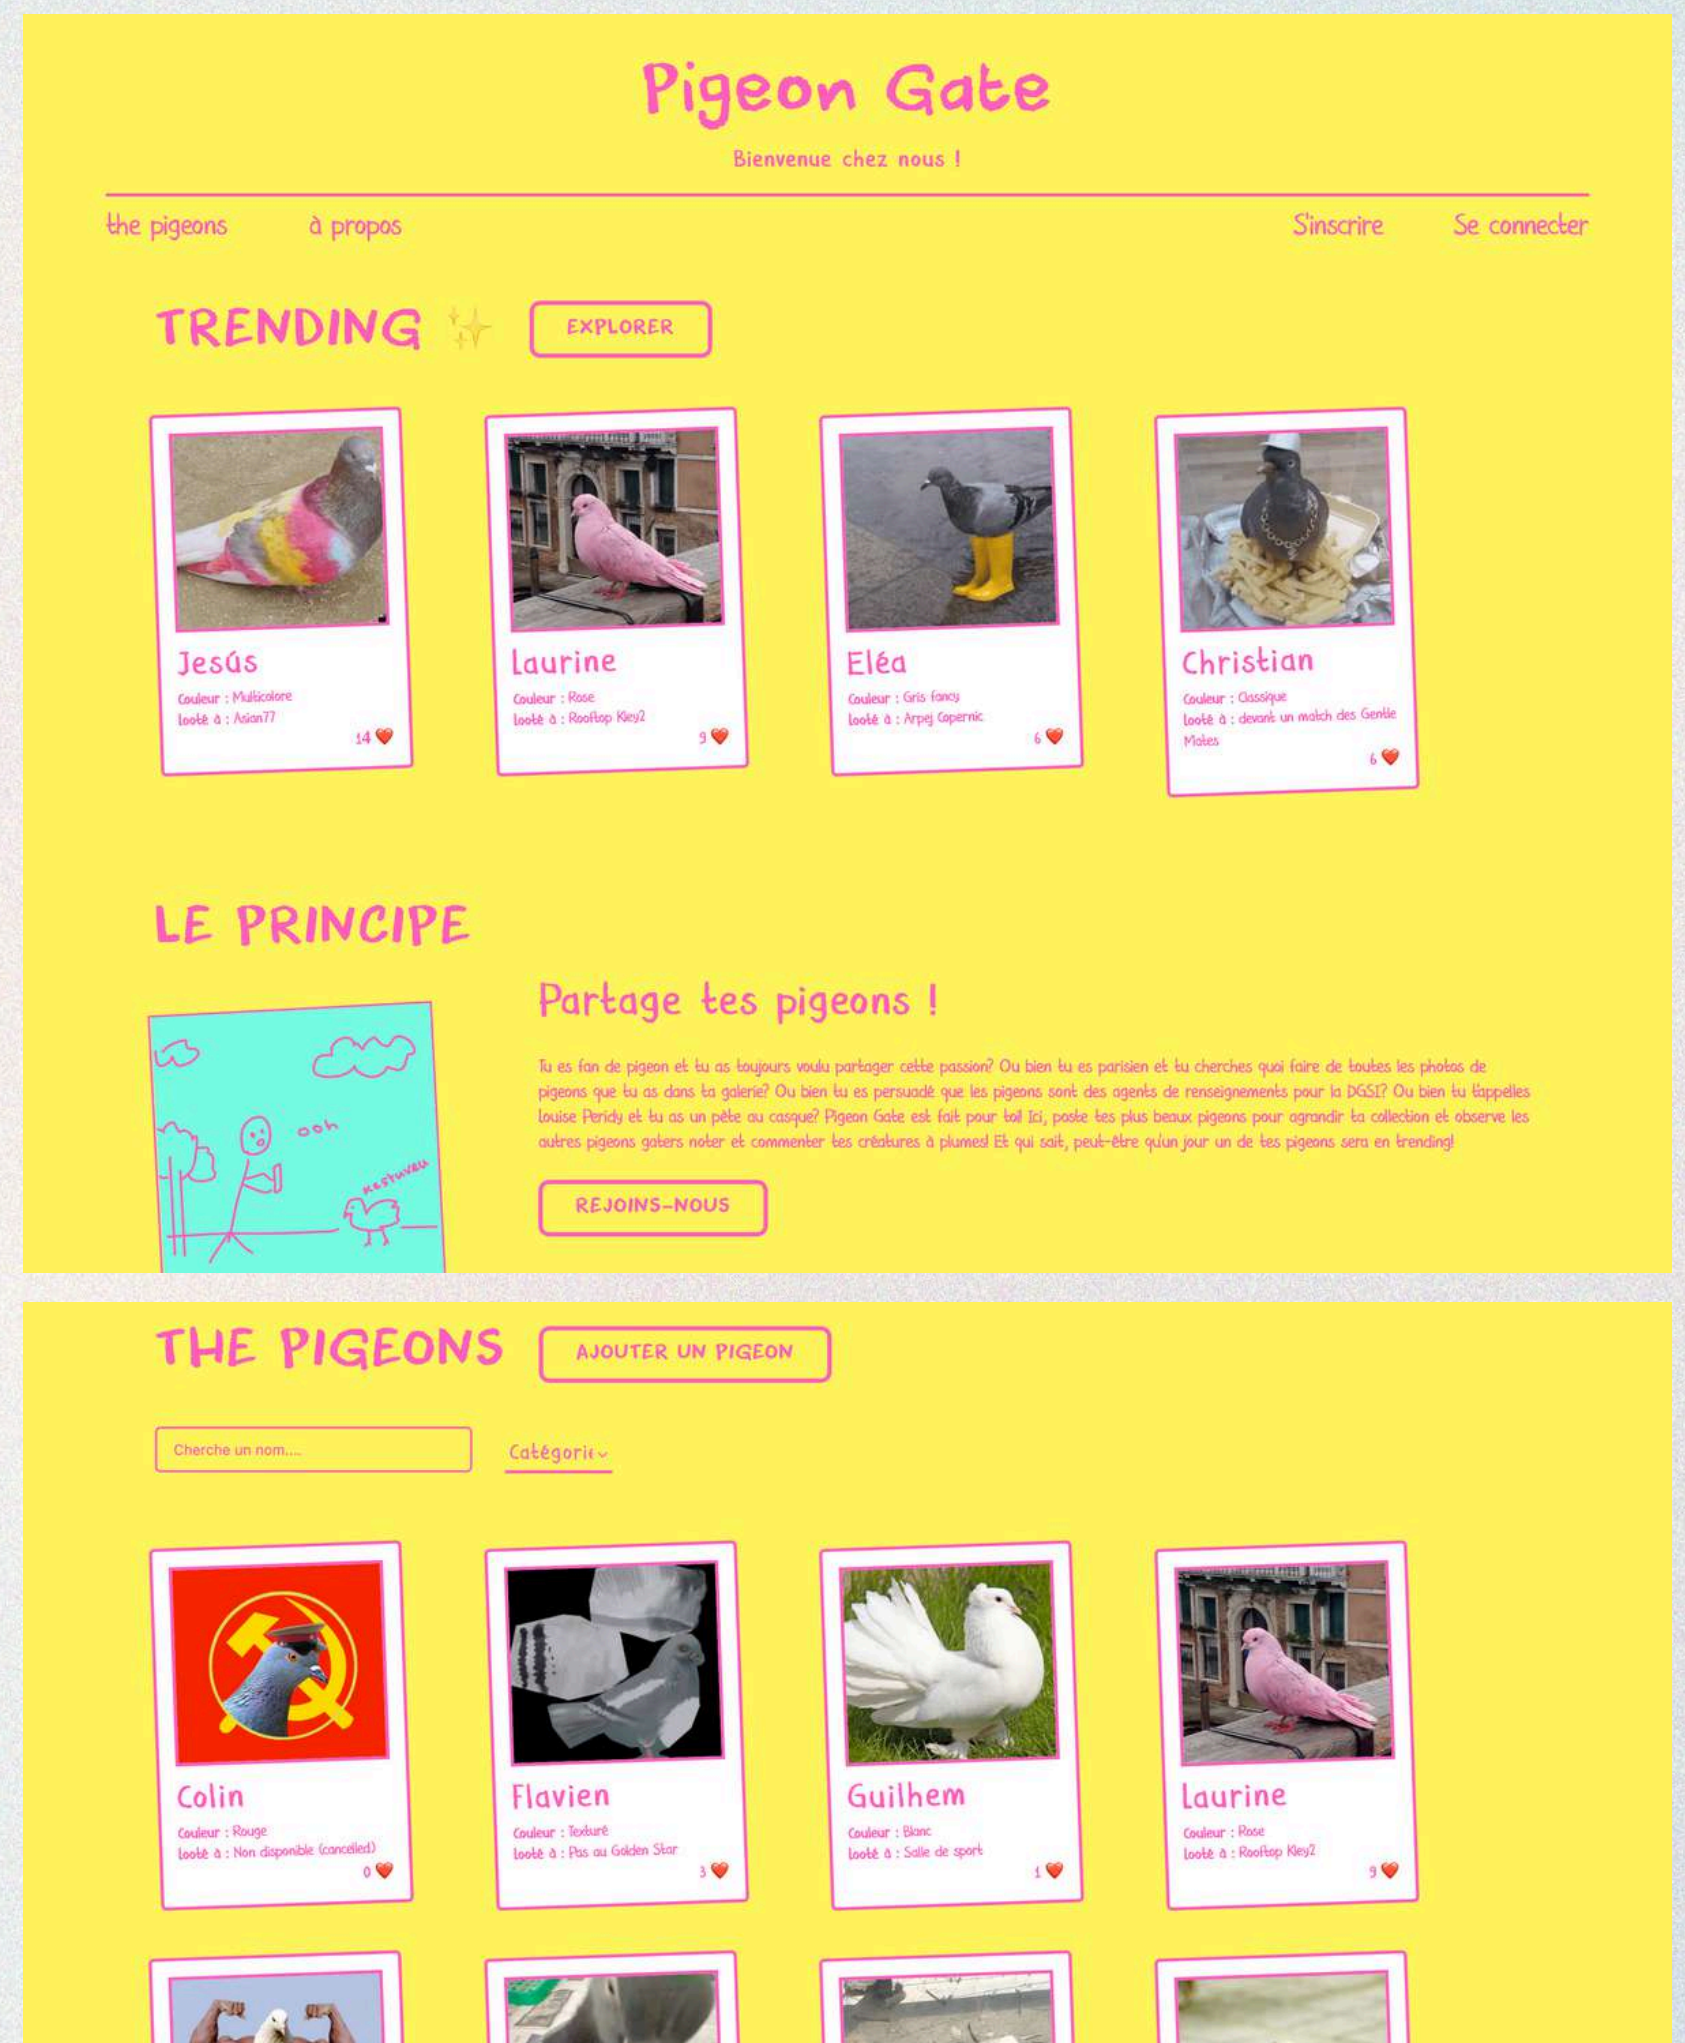 Pigeon Gate
Bienvenue chez nous !
the pigeons
à propos
S'inscrire
Se connecter
TRENDING ✨
EXPLORER
Jesús
Couleur : Multicolore
Looté à : Asian77
14 ❤️
Laurine
Couleur : Rose
Looté à : Rooftop Kley2
9 ❤️
Eléa
Couleur : Gris fancy
Looté à : Arpej Copernic
6 ❤️
Christian
Couleur : Classique
Looté à : devant un match des Gentle
Mates
6 ❤️
LE PRINCIPE
ooh
kestuveu
Partage tes pigeons !
Tu es fan de pigeon et tu as toujours voulu partager cette passion? Ou bien tu es parisien et tu cherches quoi faire de toutes les photos de
pigeons que tu as dans ta galerie? Ou bien tu es persuadé que les pigeons sont des agents de renseignements pour la DGSI? Ou bien tu t'appelles
Louise Peridy et tu as un pète au casque? Pigeon Gate est fait pour toi! Ici, poste tes plus beaux pigeons pour agrandir ta collection et observe les
autres pigeons gaters noter et commenter tes créatures à plumes! Et qui sait, peut-être qu'un jour un de tes pigeons sera en trending!
REJOINS-NOUS
THE PIGEONS
AJOUTER UN PIGEON
Cherche un nom....
Catégorie
Colin
Couleur : Rouge
Looté à : Non disponible (cancelled)
0 ❤️
Flavien
Couleur : Texturé
Looté à : Pas au Golden Star
3 ❤️
Guilhem
Couleur : Blanc
Looté à : Salle de sport
1 ❤️
Laurine
Couleur : Rose
Looté à : Rooftop Kley2
9 ❤️